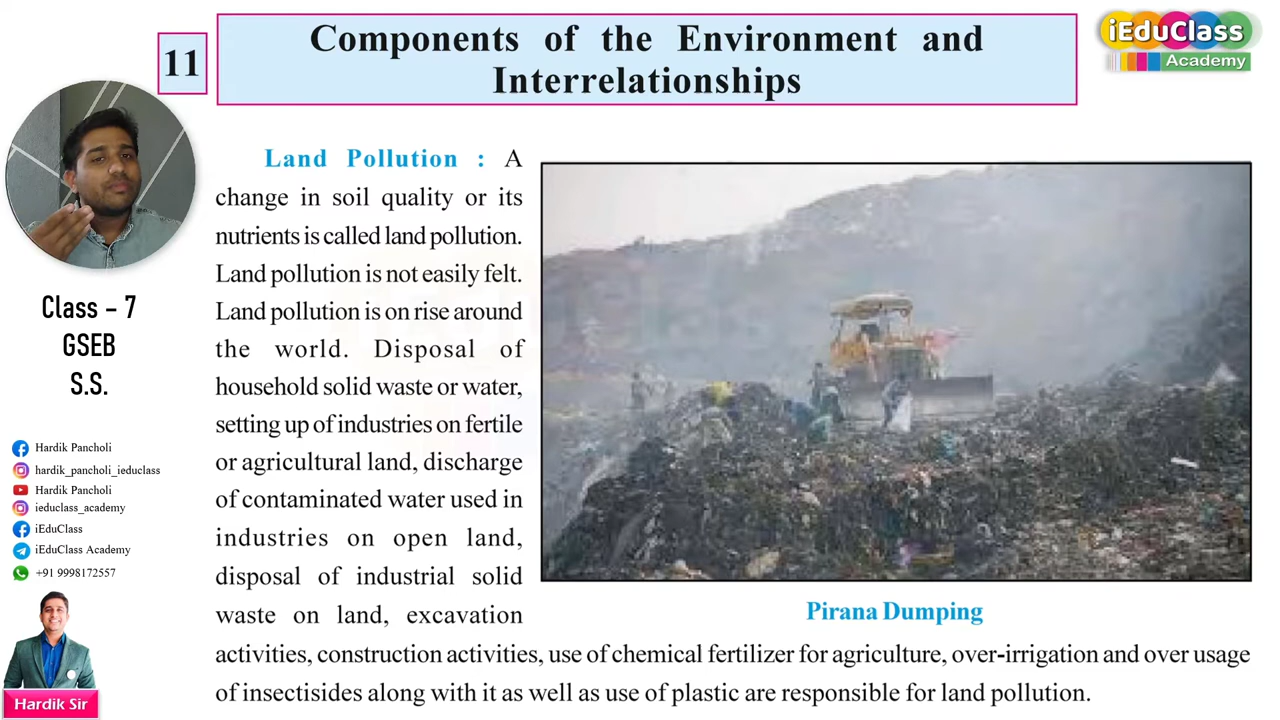 11
Components of the Environment and
Interrelationships
iEduClass
Academy
Class - 7
GSEB
S.S.
Hardik Pancholi
hardik_pancholi_ieduclass
Hardik Pancholi
ieduclass_academy
iEduClass
iEduClass Academy
+91 9998172557
Hardik Sir
Land Pollution : A
change in soil quality or its
nutrients is called land pollution.
Land pollution is not easily felt.
Land pollution is on rise around
the world. Disposal of
household solid waste or water,
setting up of industries on fertile
or agricultural land, discharge
of contaminated water used in
industries on open land,
disposal of industrial solid
waste on land, excavation
activities, construction activities, use of chemical fertilizer for agriculture, over-irrigation and over usage
of insectisides along with it as well as use of plastic are responsible for land pollution.
Pirana Dumping